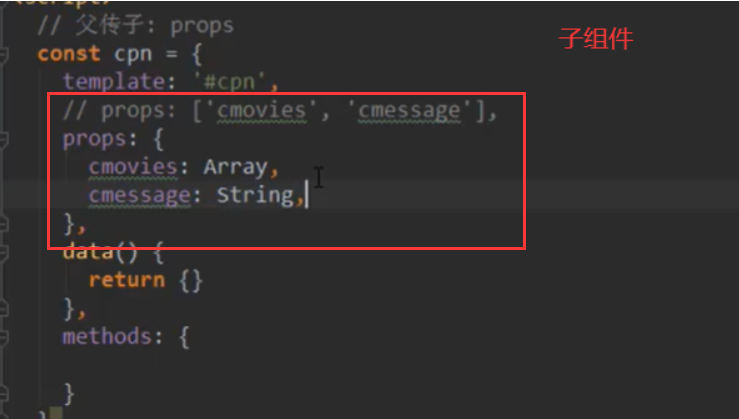 <script>
// 父传子: props
子组件
const cpn = {
template: '#cpn',
// props: ['cmovies', 'cmessage'],
props: {
cmovies: Array,
cmessage: String,
},
data() {
return {}
},
methods: {
}
}